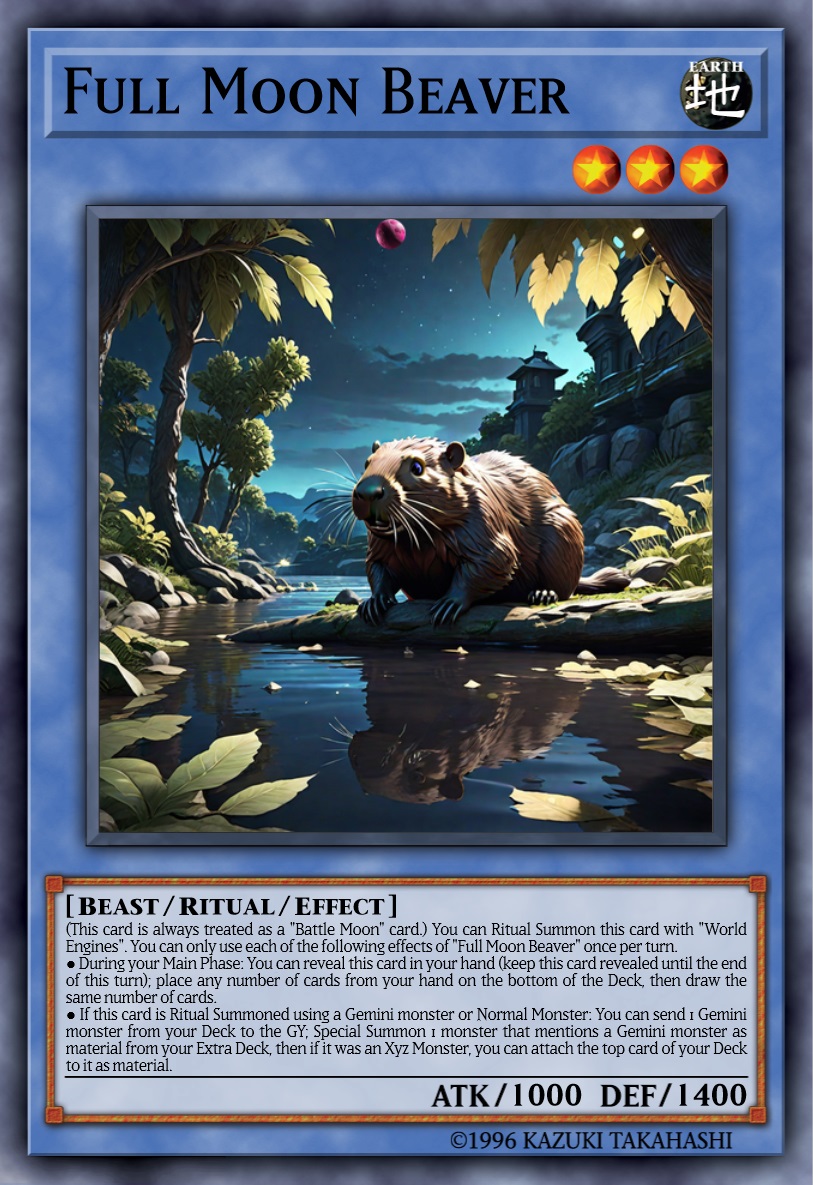 Full Moon Beaver
EARTH
地
[Beast/Ritual/Effect]
(This card is always treated as a "Battle Moon" card.) You can Ritual Summon this card with "World
Engines". You can only use each of the following effects of "Full Moon Beaver" once per turn.
● During your Main Phase: You can reveal this card in your hand (keep this card revealed until the end
of this turn); place any number of cards from your hand on the bottom of the Deck, then draw the
same number of cards.
● If this card is Ritual Summoned using a Gemini monster or Normal Monster: You can send 1 Gemini
monster from your Deck to the GY; Special Summon 1 monster that mentions a Gemini monster as
material from your Extra Deck, then if it was an Xyz Monster, you can attach the top card of your Deck
to it as material.
ATK/1000 DEF/1400
©1996 KAZUKI TAKAHASHI